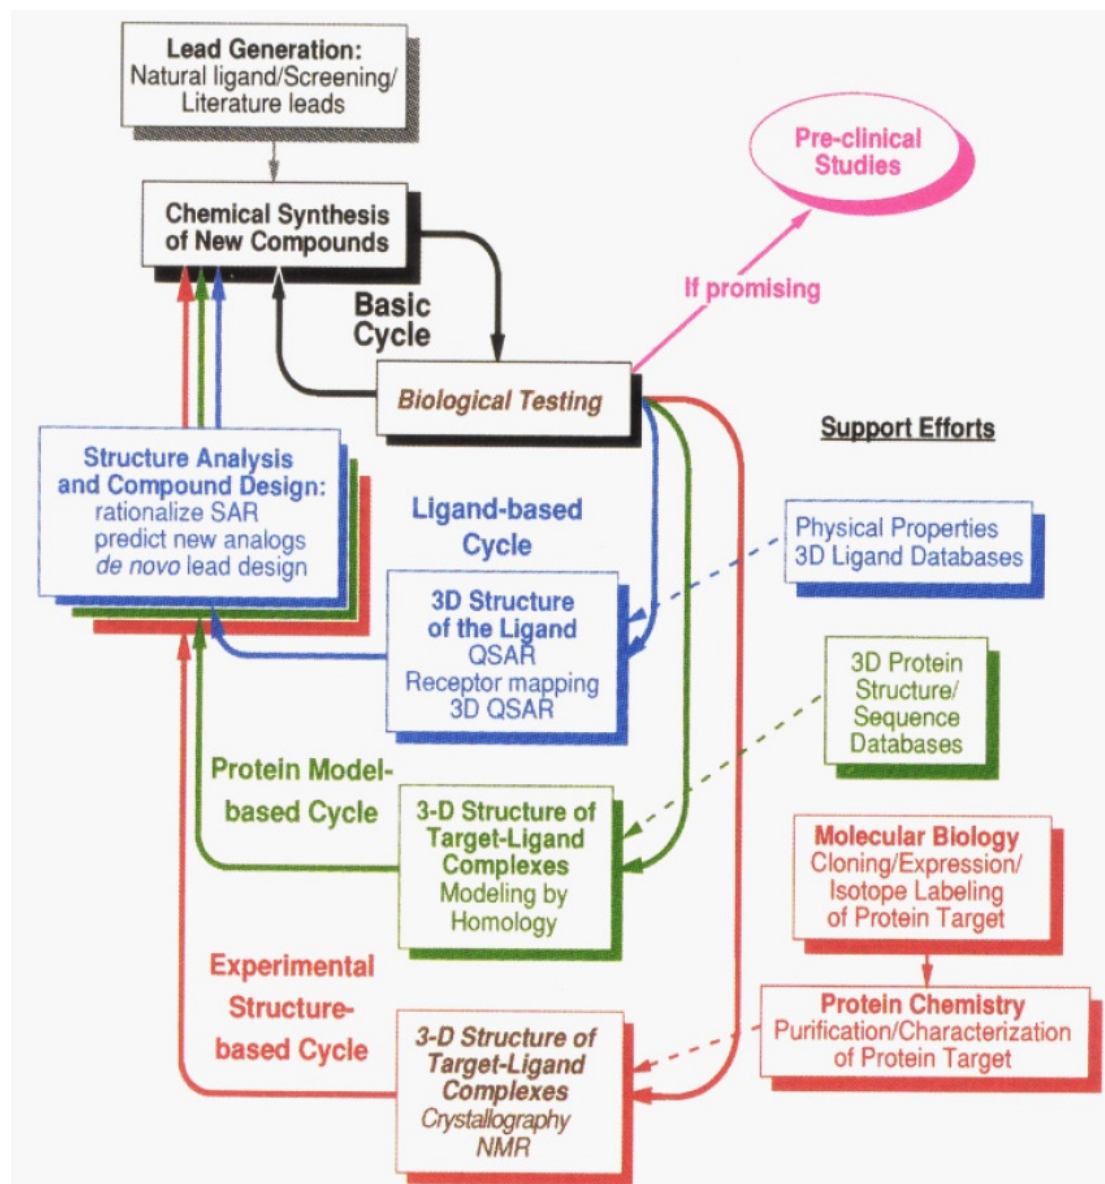 Lead Generation:
Natural ligand/Screening/
Literature leads
Pre-clinical
Studies
Chemical Synthesis
of New Compounds
If promising
Basic
Cycle
Biological Testing
Support Efforts
Structure Analysis
and Compound Design:
rationalize SAR
predict new analogs
de novo lead design
Ligand-based
Cycle
Physical Properties
3D Ligand Databases
3D Structure
of the Ligand
QSAR
Receptor mapping
3D QSAR
3D Protein
Structure/
Sequence
Databases
Protein Model-
based Cycle
3-D Structure of
Target-Ligand
Complexes
Modeling by
Homology
Molecular Biology
Cloning/Expression/
Isotope Labeling
of Protein Target
Experimental
Structure-
based Cycle
Protein Chemistry
Purification/Characterization
of Protein Target
3-D Structure of
Target-Ligand
Complexes
Crystallography
NMR